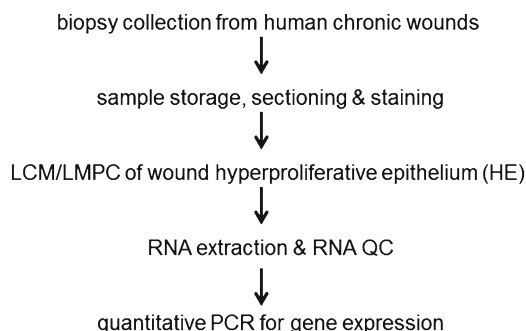 biopsy collection from human chronic wounds
sample storage, sectioning & staining
LCM/LMPC of wound hyperproliferative epithelium (HE)
RNA extraction & RNA QC
quantitative PCR for gene expression